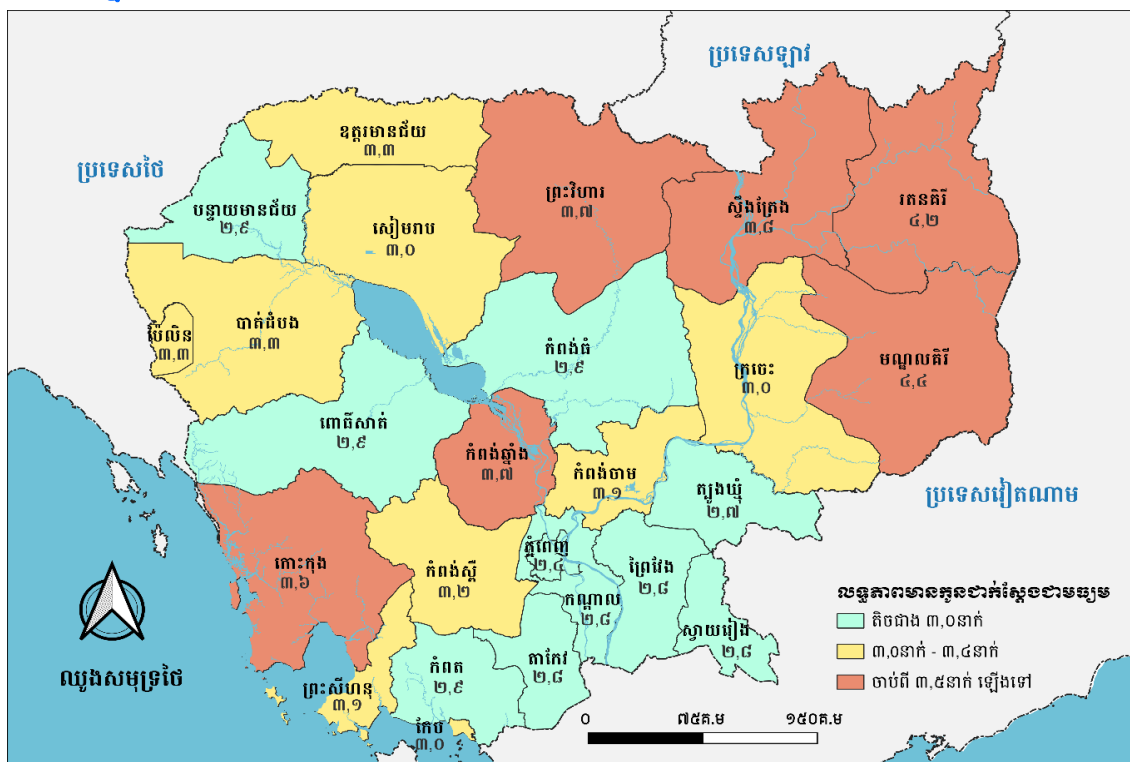 ប្រទេសឡាវ
ប្រទេសថៃ
ឧត្តរមានជ័យ
៣,៣
ព្រះវិហារ
៣,៧
ស្ទឹងត្រែង
៣,៨
រតនគិរី
៤,២
បន្ទាយមានជ័យ
២,៩
សៀមរាប
៣,០
ប៉ៃលិន
៣,៣
បាត់ដំបង
៣,៣
កំពង់ធំ
២,៩
ក្រចេះ
៣,០
មណ្ឌលគិរី
៤,៤
ពោធិ៍សាត់
២,៩
កំពង់ឆ្នាំង
៣,៧
កំពង់ចាម
៣,១
ត្បូងឃ្មុំ
២,៧
ប្រទេសវៀតណាម
កោះកុង
៣,៦
កំពង់ស្ពឺ
៣,២
ភ្នំពេញ
២,៤
ព្រៃវែង
២,៨
កណ្តាល
២,៨
ស្វាយរៀង
២,៨
តាកែវ
២,៨
កំពត
២,៩
ព្រះសីហនុ
៣,១
កែប
៣,០
ឈូងសមុទ្រថៃ
លទ្ធភាពមានកូនជាក់ស្តែងជាមធ្យម
តិចជាង ៣,០នាក់
៣,០នាក់ - ៣,៤នាក់
ចាប់ពី ៣,៥នាក់ ឡើងទៅ
០ ៧៥គ.ម ១៥០គ.ម